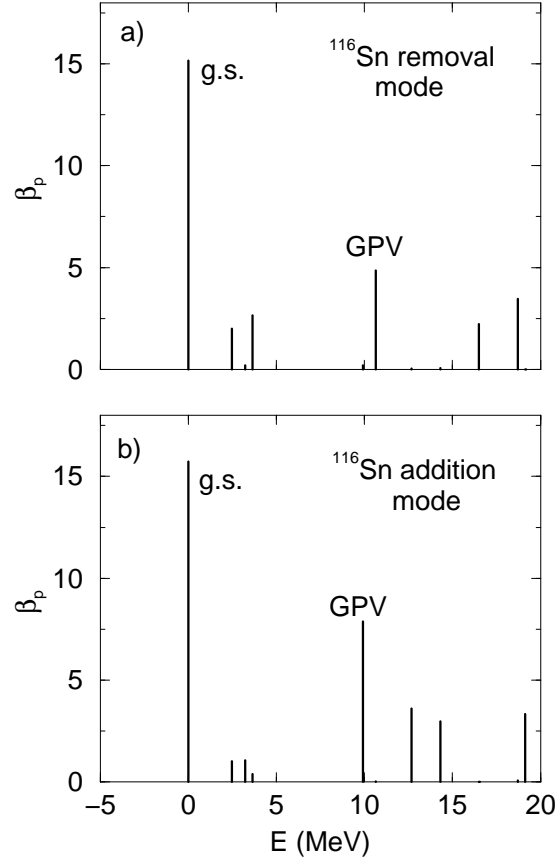 a)
¹¹⁶Sn removal
mode
g.s.
GPV
15
10
5
0
βp
b)
¹¹⁶Sn addition
mode
g.s.
GPV
15
10
5
0
βp
−5 0 5 10 15 20
E (MeV)